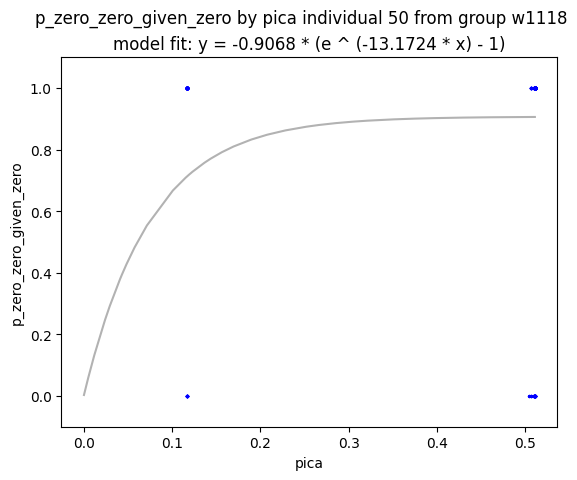 p_zero_zero_given_zero by pica individual 50 from group w1118
model fit: y = -0.9068 * (e ^ (-13.1724 * x) - 1)
1.0
0.8
0.6
0.4
0.2
0.0
p_zero_zero_given_zero
0.0 0.1 0.2 0.3 0.4 0.5
pica